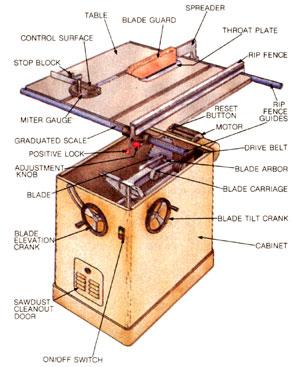 SPREADER
BLADE GUARD
TABLE
THROAT PLATE
CONTROL SURFACE
RIP FENCE
STOP BLOCK
MITER GAUGE
RESET
BUTTON
RIP
FENCE
GUIDES
MOTOR
GRADUATED SCALE
POSITIVE LOCK
DRIVE BELT
ADJUSTMENT
KNOB
BLADE ARBOR
BLADE
BLADE CARRIAGE
BLADE TILT CRANK
BLADE
ELEVATION
CRANK
CABINET
SAWDUST
CLEANOUT
DOOR
ON/OFF SWITCH